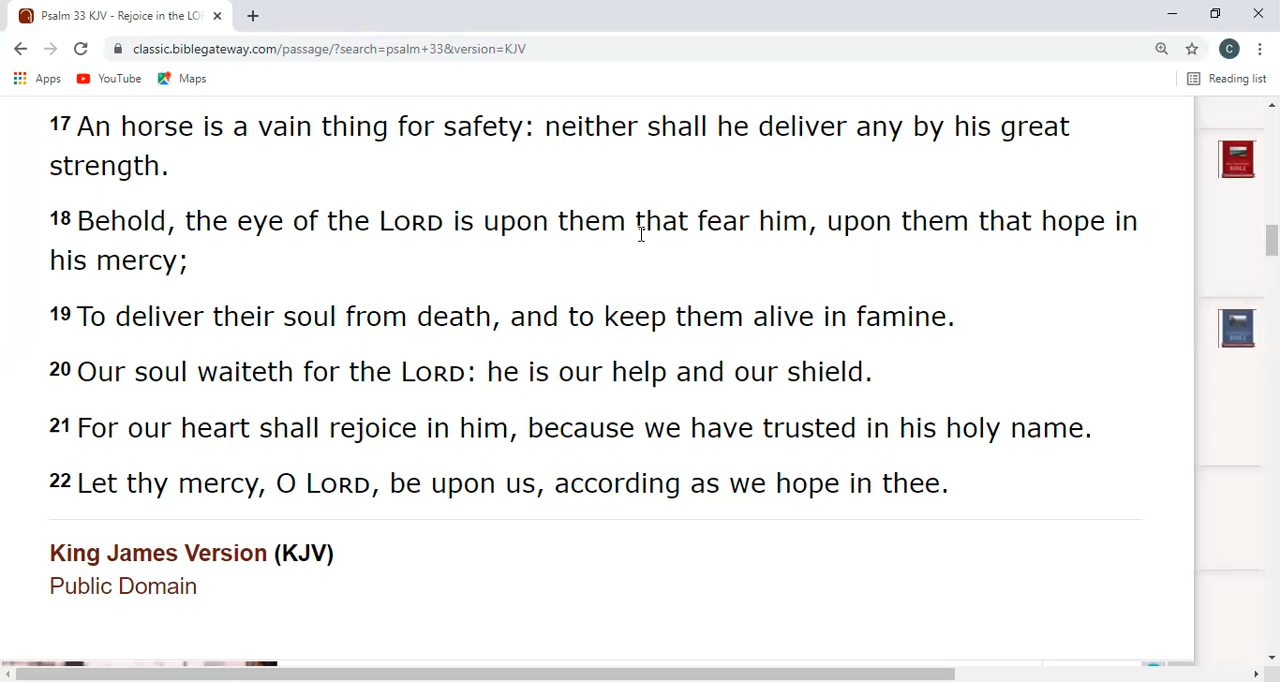 Psalm 33 KJV - Rejoice in the LO
classic.biblegateway.com/passage/?search=psalm+33&version=KJV
C
Apps YouTube Maps Reading list
17 An horse is a vain thing for safety: neither shall he deliver any by his great
strength.
18 Behold, the eye of the LORD is upon them that fear him, upon them that hope in
his mercy;
19 To deliver their soul from death, and to keep them alive in famine.
20 Our soul waiteth for the LORD: he is our help and our shield.
21 For our heart shall rejoice in him, because we have trusted in his holy name.
22 Let thy mercy, O LORD, be upon us, according as we hope in thee.
King James Version (KJV)
Public Domain
BIBLE